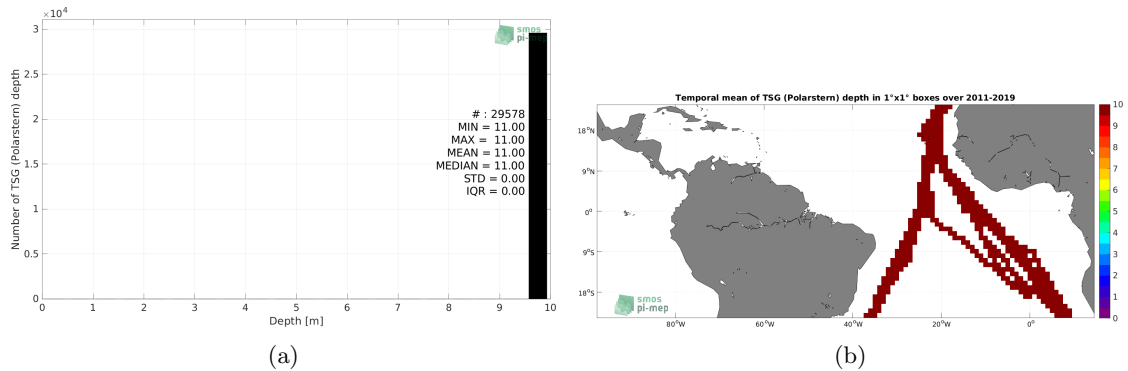 ×10⁴
3
2.5
2
1.5
1
0.5
0
Number of TSG (Polarstern) depth
smos
pi-mep
# : 29578
MIN = 11.00
MAX = 11.00
MEAN = 11.00
MEDIAN = 11.00
STD = 0.00
IQR = 0.00
0 1 2 3 4 5 6 7 8 9 10
Depth [m]
(a)
Temporal mean of TSG (Polarstern) depth in 1°x1° boxes over 2011-2019
18°N
9°N
0°
9°S
18°S
80°W 60°W 40°W 20°W 0°
smos
pi-mep
10
9
8
7
6
5
4
3
2
1
0
(b)